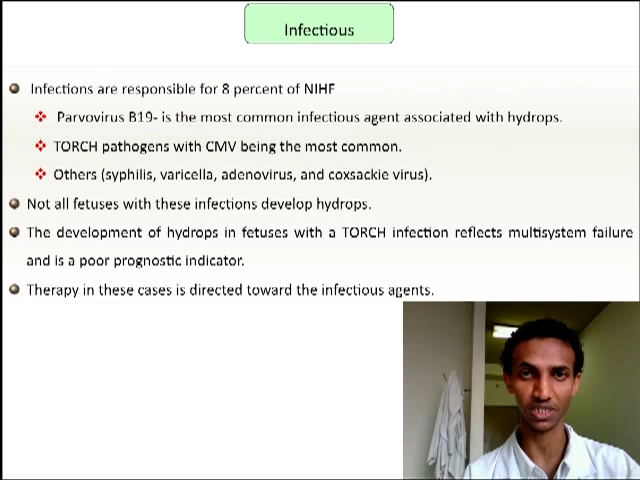 Infectious
Infections are responsible for 8 percent of NIHF
Parvovirus B19- is the most common infectious agent associated with hydrops.
TORCH pathogens with CMV being the most common.
Others (syphilis, varicella, adenovirus, and coxsackie virus).
Not all fetuses with these infections develop hydrops.
The development of hydrops in fetuses with a TORCH infection reflects multisystem failure
and is a poor prognostic indicator.
Therapy in these cases is directed toward the infectious agents.